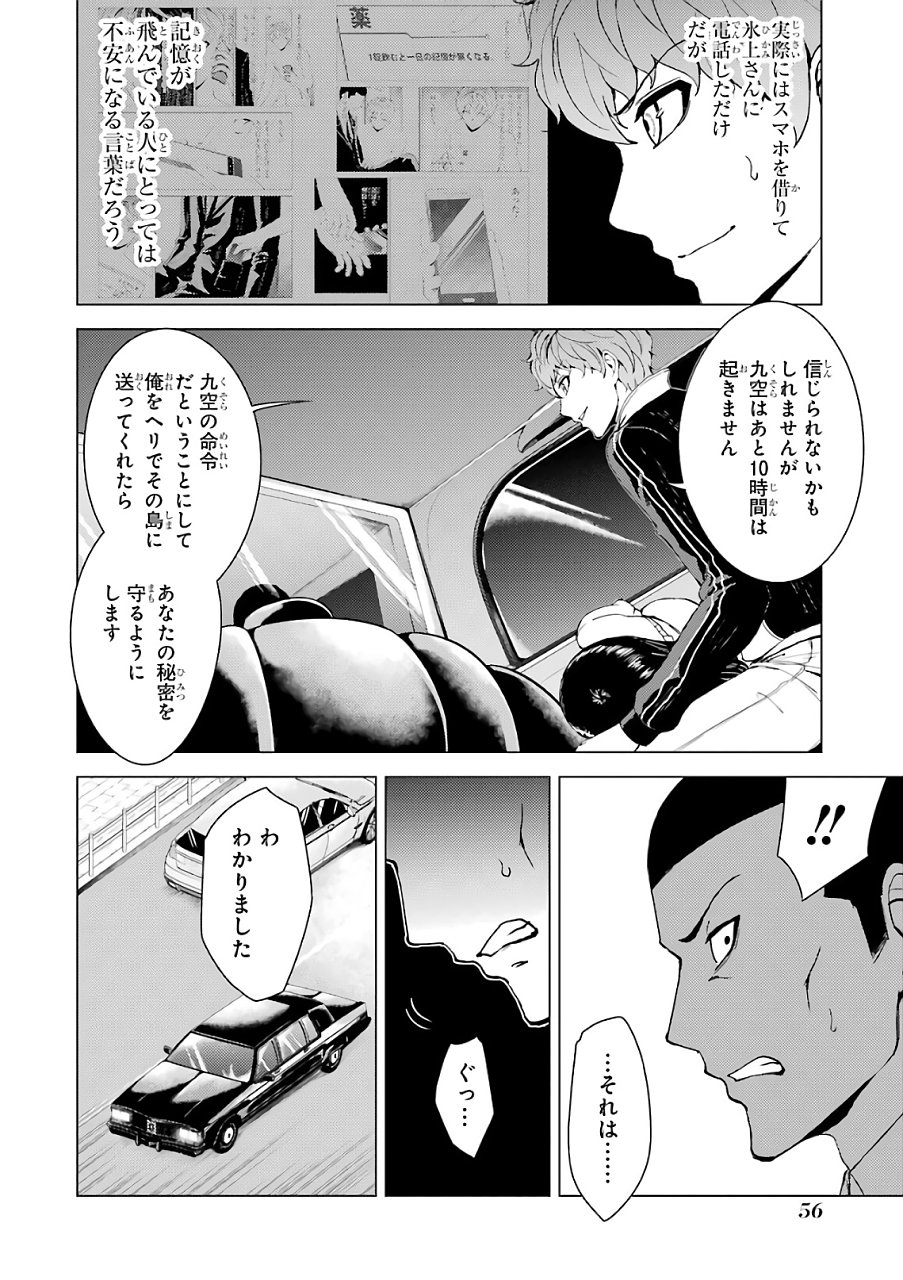 実際にはスマホを借りて
氷上さんに
電話しただけ
だが
薬
1錠飲むと一日の記憶が無くなる。
記憶が
飛んでいる人にとっては
不安になる言葉だろう
信じられないかも
しれませんが
九空はあと10時間は
起きません
九空の命令
だということにして
俺をヘリでその島に
送ってくれたら
あなたの秘密を
守るように
します
!!
…それは……
ぐっ…
わ
わかりました
56